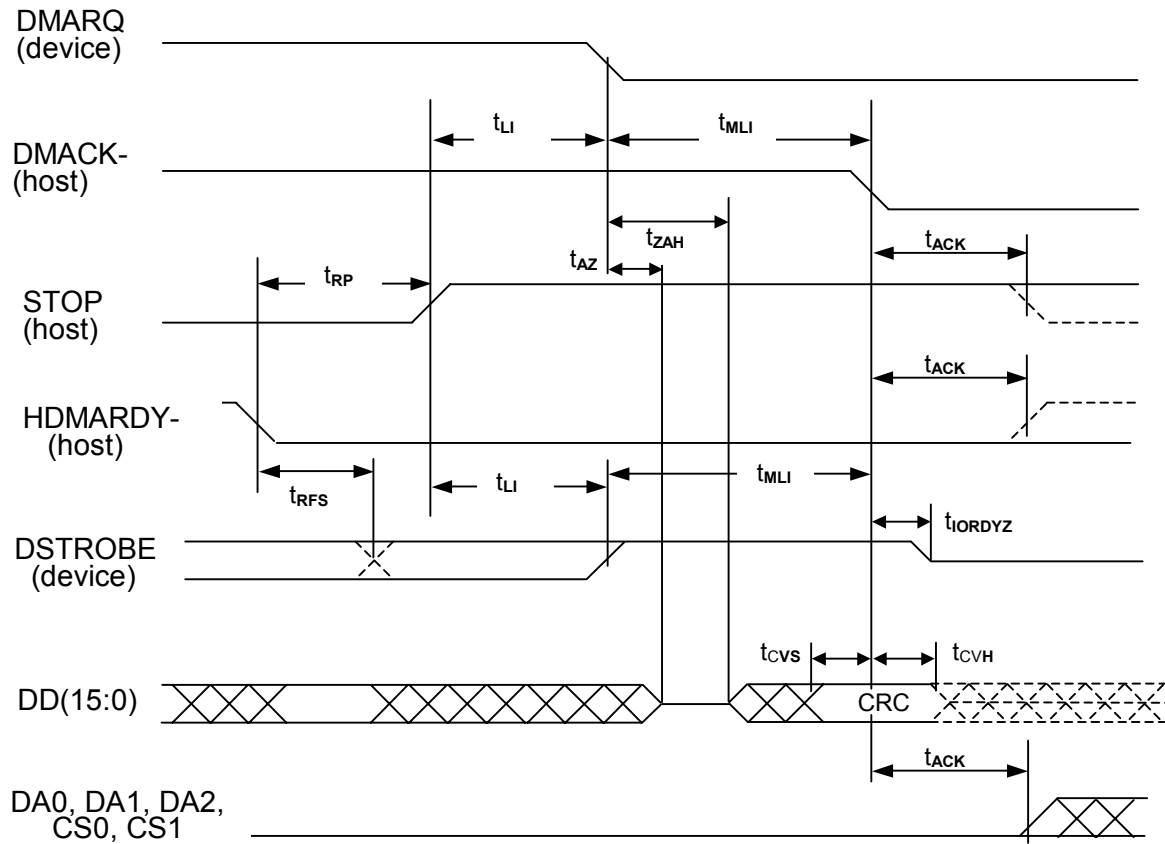 DMARQ
(device)
tLI
tMLI
DMACK-
(host)
tZAH
tACK
tAZ
tRP
STOP
(host)
tACK
HDMARDY-
(host)
tRFS
tLI
tMLI
tIORDYZ
DSTROBE
(device)
tCVS
tCVH
DD(15:0)
CRC
tACK
DA0, DA1, DA2,
CS0, CS1